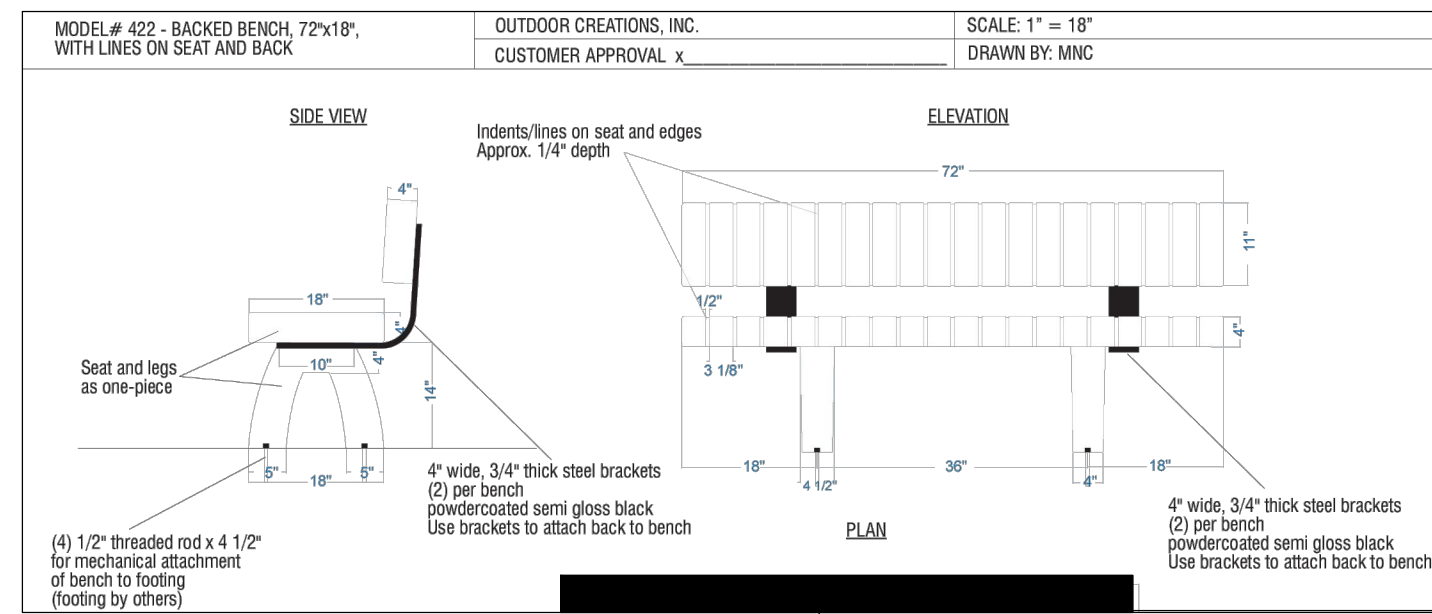 MODEL# 422 - BACKED BENCH, 72"x18",
WITH LINES ON SEAT AND BACK
OUTDOOR CREATIONS, INC.
CUSTOMER APPROVAL x____________________________
SCALE: 1” = 18”
DRAWN BY: MNC
SIDE VIEW
4"
18"
4"
10"
4"
14"
5"
5"
18"
Seat and legs
as one-piece
4" wide, 3/4" thick steel brackets
(2) per bench
powdercoated semi gloss black
Use brackets to attach back to bench
(4) 1/2" threaded rod x 4 1/2"
for mechanical attachment
of bench to footing
(footing by others)
ELEVATION
Indents/lines on seat and edges
Approx. 1/4" depth
72"
11"
1/2"
4"
3 1/8"
18"
36"
18"
4 1/2"
4"
4" wide, 3/4" thick steel brackets
(2) per bench
powdercoated semi gloss black
Use brackets to attach back to bench
PLAN